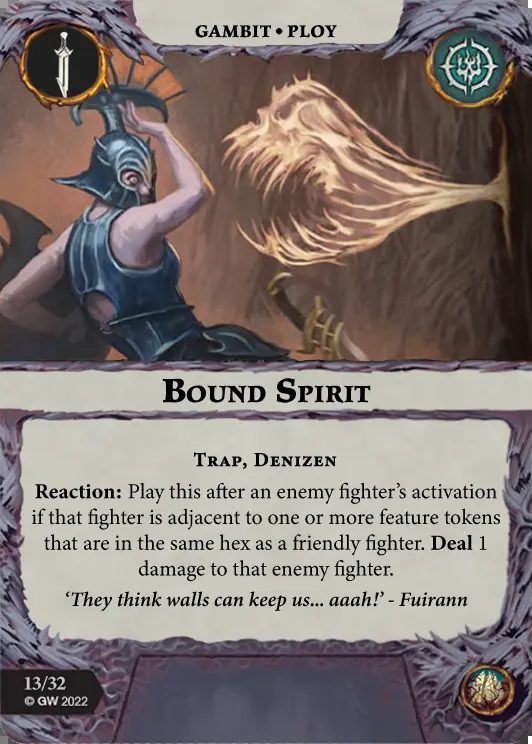 GAMBIT • PLOY
BOUND SPIRIT
TRAP, DENIZEN
Reaction: Play this after an enemy fighter’s activation
if that fighter is adjacent to one or more feature tokens
that are in the same hex as a friendly fighter. Deal 1
damage to that enemy fighter.
‘They think walls can keep us... aaah!’ - Fuirann
13/32
© GW 2022